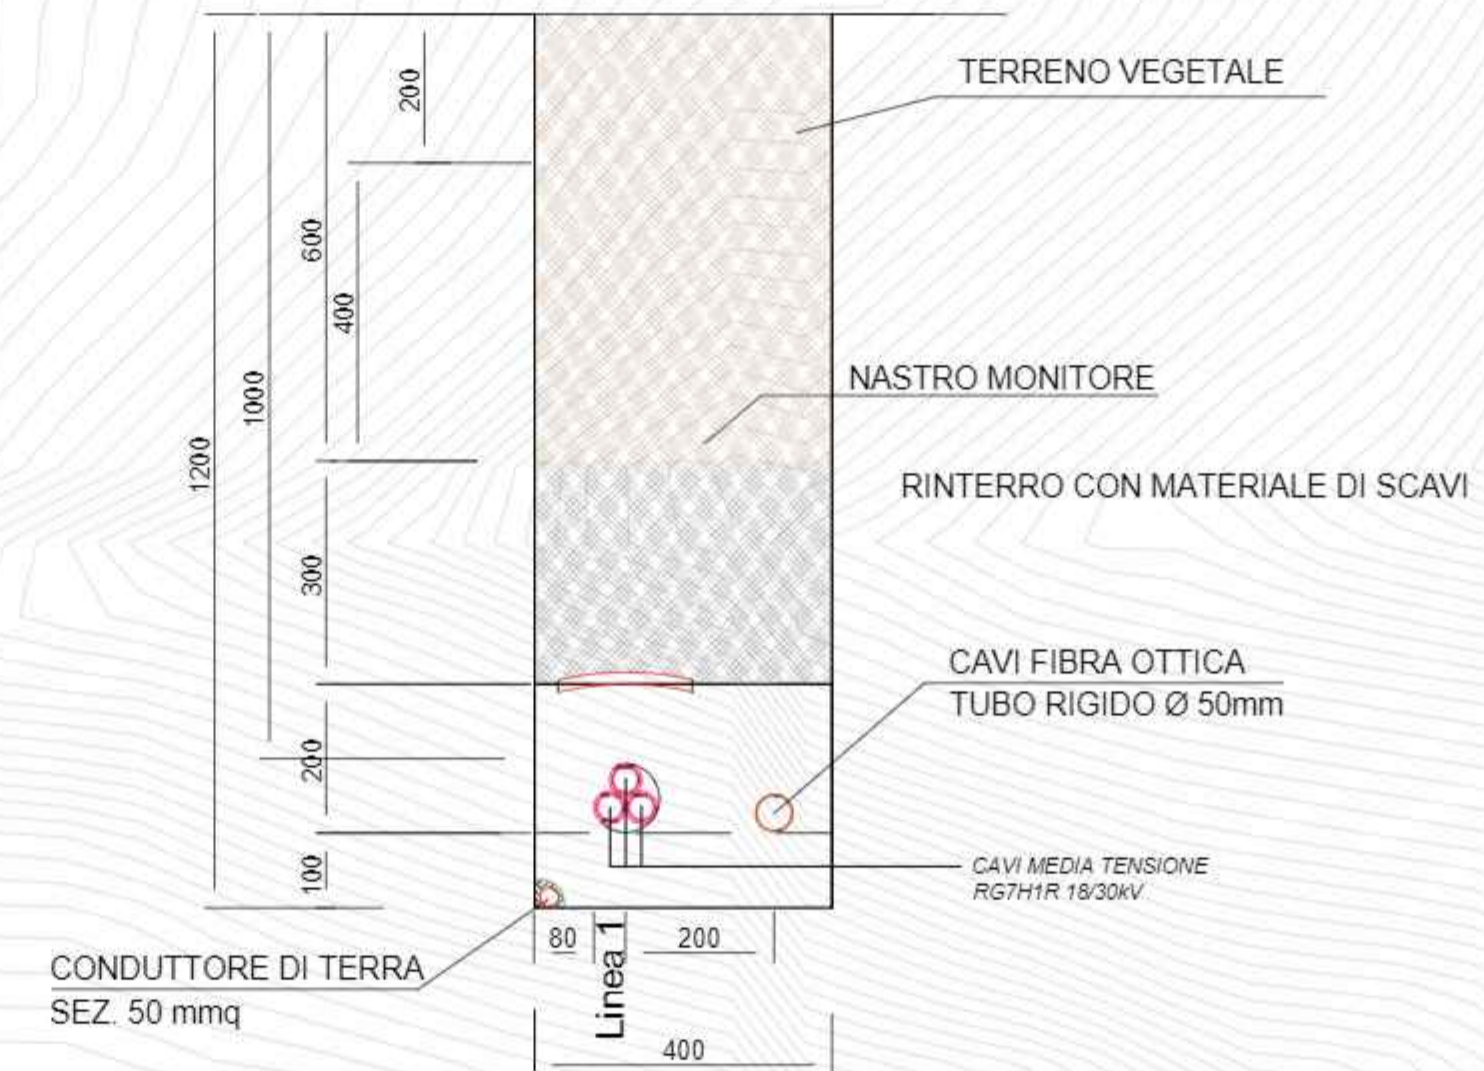 200
TERRENO VEGETALE
600
400
1000
NASTRO MONITORE
1200
RINTERRO CON MATERIALE DI SCAVI
300
CAVI FIBRA OTTICA
TUBO RIGIDO Ø 50mm
200
100
CAVI MEDIA TENSIONE
RG7H1R 18/30kV
80
Linea 1
200
CONDUTTORE DI TERRA
SEZ. 50 mmq
400